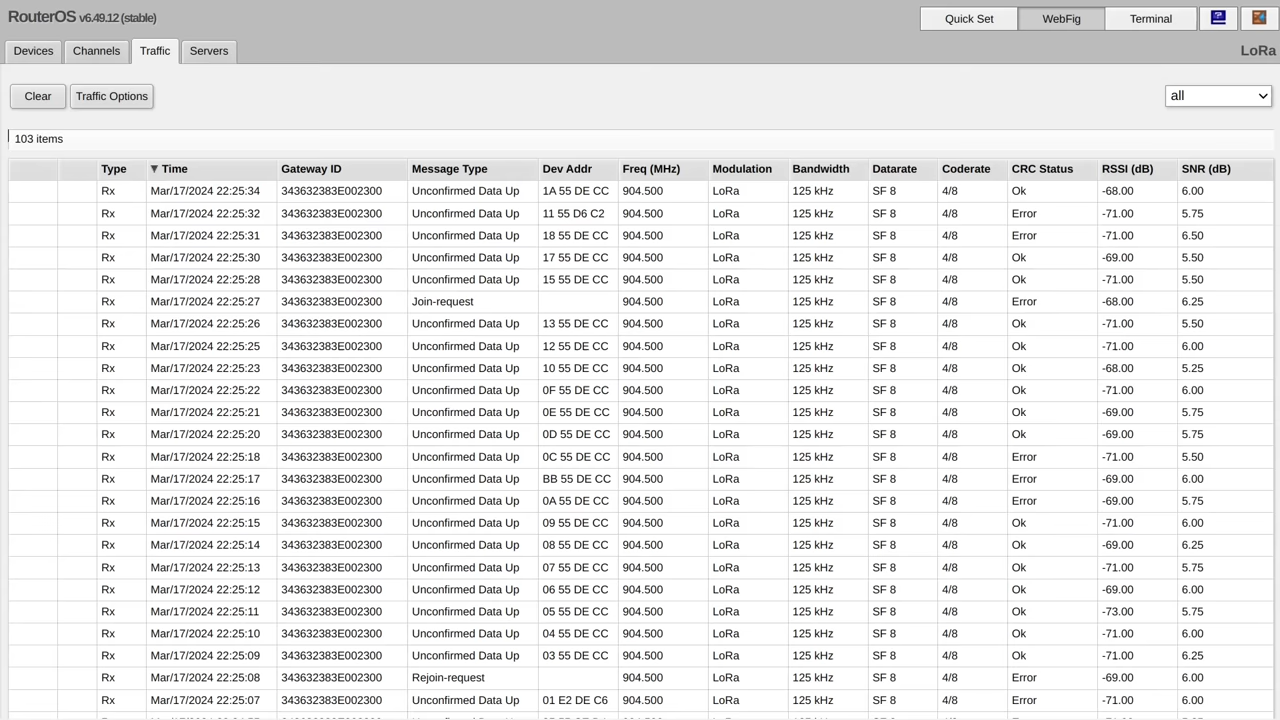 RouterOS v6.49.12 (stable)
Quick Set WebFig Terminal
Devices Channels Traffic Servers LoRa
Clear Traffic Options all
103 items
Type ▼ Time Gateway ID Message Type Dev Addr Freq (MHz) Modulation Bandwidth Datarate Coderate CRC Status RSSI (dB) SNR (dB)
Rx Mar/17/2024 22:25:34 343632383E002300 Unconfirmed Data Up 1A 55 DE CC 904.500 LoRa 125 kHz SF 8 4/8 Ok -68.00 6.00
Rx Mar/17/2024 22:25:32 343632383E002300 Unconfirmed Data Up 11 55 D6 C2 904.500 LoRa 125 kHz SF 8 4/8 Error -71.00 5.75
Rx Mar/17/2024 22:25:31 343632383E002300 Unconfirmed Data Up 18 55 DE CC 904.500 LoRa 125 kHz SF 8 4/8 Error -71.00 6.50
Rx Mar/17/2024 22:25:30 343632383E002300 Unconfirmed Data Up 17 55 DE CC 904.500 LoRa 125 kHz SF 8 4/8 Ok -69.00 5.50
Rx Mar/17/2024 22:25:28 343632383E002300 Unconfirmed Data Up 15 55 DE CC 904.500 LoRa 125 kHz SF 8 4/8 Ok -71.00 5.50
Rx Mar/17/2024 22:25:27 343632383E002300 Join-request 904.500 LoRa 125 kHz SF 8 4/8 Error -68.00 6.25
Rx Mar/17/2024 22:25:26 343632383E002300 Unconfirmed Data Up 13 55 DE CC 904.500 LoRa 125 kHz SF 8 4/8 Ok -71.00 5.50
Rx Mar/17/2024 22:25:25 343632383E002300 Unconfirmed Data Up 12 55 DE CC 904.500 LoRa 125 kHz SF 8 4/8 Ok -71.00 6.00
Rx Mar/17/2024 22:25:23 343632383E002300 Unconfirmed Data Up 10 55 DE CC 904.500 LoRa 125 kHz SF 8 4/8 Ok -68.00 5.25
Rx Mar/17/2024 22:25:22 343632383E002300 Unconfirmed Data Up 0F 55 DE CC 904.500 LoRa 125 kHz SF 8 4/8 Ok -71.00 6.00
Rx Mar/17/2024 22:25:21 343632383E002300 Unconfirmed Data Up 0E 55 DE CC 904.500 LoRa 125 kHz SF 8 4/8 Ok -69.00 5.75
Rx Mar/17/2024 22:25:20 343632383E002300 Unconfirmed Data Up 0D 55 DE CC 904.500 LoRa 125 kHz SF 8 4/8 Ok -69.00 5.75
Rx Mar/17/2024 22:25:18 343632383E002300 Unconfirmed Data Up 0C 55 DE CC 904.500 LoRa 125 kHz SF 8 4/8 Error -71.00 5.50
Rx Mar/17/2024 22:25:17 343632383E002300 Unconfirmed Data Up BB 55 DE CC 904.500 LoRa 125 kHz SF 8 4/8 Error -69.00 6.00
Rx Mar/17/2024 22:25:16 343632383E002300 Unconfirmed Data Up 0A 55 DE CC 904.500 LoRa 125 kHz SF 8 4/8 Error -69.00 5.75
Rx Mar/17/2024 22:25:15 343632383E002300 Unconfirmed Data Up 09 55 DE CC 904.500 LoRa 125 kHz SF 8 4/8 Ok -71.00 6.00
Rx Mar/17/2024 22:25:14 343632383E002300 Unconfirmed Data Up 08 55 DE CC 904.500 LoRa 125 kHz SF 8 4/8 Ok -69.00 6.25
Rx Mar/17/2024 22:25:13 343632383E002300 Unconfirmed Data Up 07 55 DE CC 904.500 LoRa 125 kHz SF 8 4/8 Ok -71.00 5.75
Rx Mar/17/2024 22:25:12 343632383E002300 Unconfirmed Data Up 06 55 DE CC 904.500 LoRa 125 kHz SF 8 4/8 Ok -69.00 6.00
Rx Mar/17/2024 22:25:11 343632383E002300 Unconfirmed Data Up 05 55 DE CC 904.500 LoRa 125 kHz SF 8 4/8 Ok -73.00 5.75
Rx Mar/17/2024 22:25:10 343632383E002300 Unconfirmed Data Up 04 55 DE CC 904.500 LoRa 125 kHz SF 8 4/8 Ok -71.00 6.00
Rx Mar/17/2024 22:25:09 343632383E002300 Unconfirmed Data Up 03 55 DE CC 904.500 LoRa 125 kHz SF 8 4/8 Ok -71.00 6.25
Rx Mar/17/2024 22:25:08 343632383E002300 Rejoin-request 904.500 LoRa 125 kHz SF 8 4/8 Error -69.00 6.00
Rx Mar/17/2024 22:25:07 343632383E002300 Unconfirmed Data Up 01 E2 DE C6 904.500 LoRa 125 kHz SF 8 4/8 Error -71.00 6.00